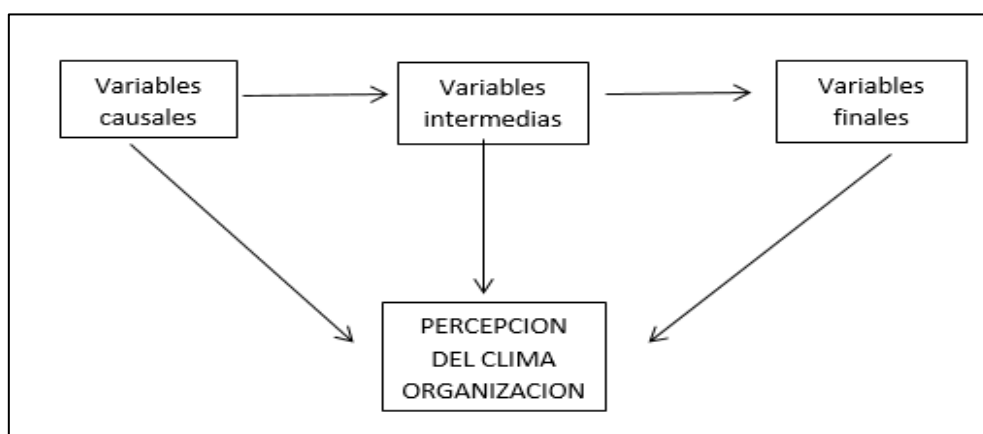 Variables
causales
Variables
intermedias
Variables
finales
PERCEPCION
DEL CLIMA
ORGANIZACION